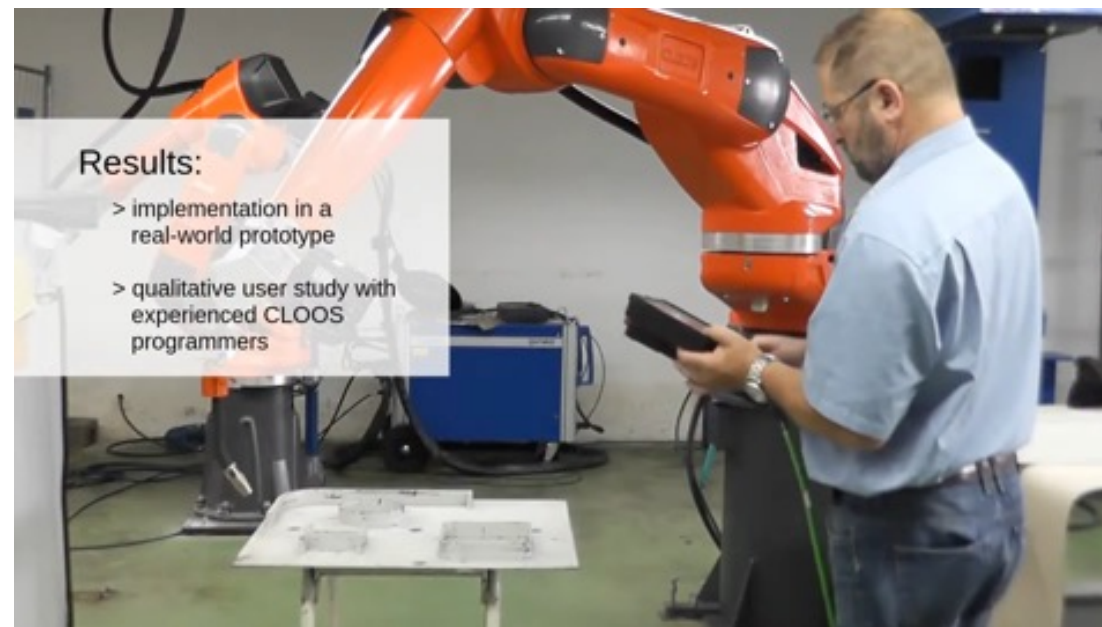 Results:
> implementation in a
real-world prototype
> qualitative user study with
experienced CLOOS
programmers